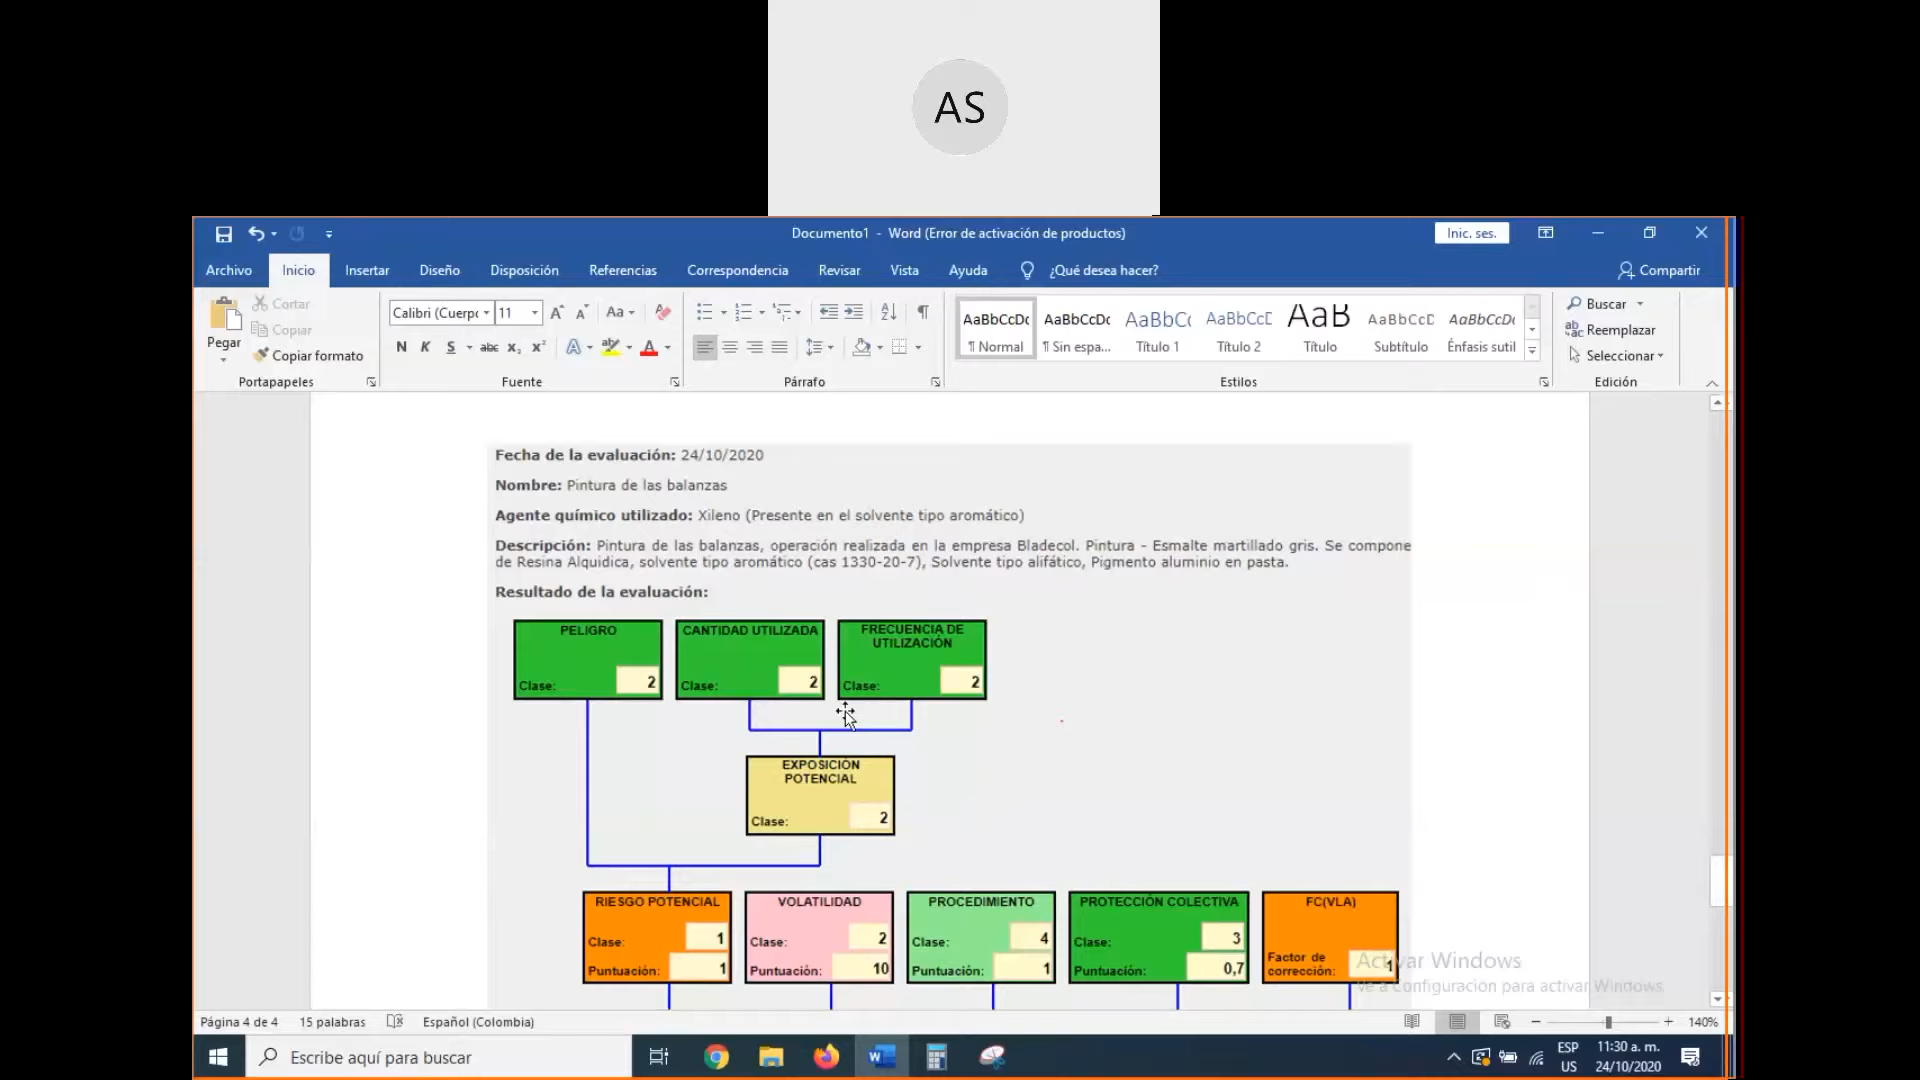 AS
Documento1 - Word (Error de activación de productos)
Inic. ses.
Archivo Inicio Insertar Diseño Disposición Referencias Correspondencia Revisar Vista Ayuda ¿Qué desea hacer? Compartir
Pegar
Cortar
Copiar
Copiar formato
Portapapeles
Calibri (Cuerpo 11
Aa
N K S abc x₂ x² A aby A
Fuente
Párrafo
AaBbCcDc AaBbCcDc AaBbCc AaBbCcD AaB AaBbCcD AaBbCcDc
¶ Normal ¶ Sin espa... Título 1 Título 2 Título Subtítulo Énfasis sutil
Estilos
Buscar
Reemplazar
Seleccionar
Edición
Fecha de la evaluación: 24/10/2020
Nombre: Pintura de las balanzas
Agente químico utilizado: Xileno (Presente en el solvente tipo aromático)
Descripción: Pintura de las balanzas, operación realizada en la empresa Bladecol. Pintura - Esmalte martillado gris. Se compone
de Resina Alquidica, solvente tipo aromático (cas 1330-20-7), Solvente tipo alifático, Pigmento aluminio en pasta.
Resultado de la evaluación:
PELIGRO
Clase: 2
CANTIDAD UTILIZADA
Clase: 2
FRECUENCIA DE
UTILIZACIÓN
Clase: 2
EXPOSICIÓN
POTENCIAL
Clase: 2
RIESGO POTENCIAL
Clase: 1
Puntuación: 1
VOLATILIDAD
Clase: 2
Puntuación: 10
PROCEDIMIENTO
Clase: 4
Puntuación: 1
PROTECCIÓN COLECTIVA
Clase: 3
Puntuación: 0,7
FC(VLA)
Factor de
corrección: 1
Activar Windows
Ve a Configuración para activar Windows.
Página 4 de 4 15 palabras Español (Colombia) 140%
Escribe aquí para buscar
ESP
US
11:30 a. m.
24/10/2020